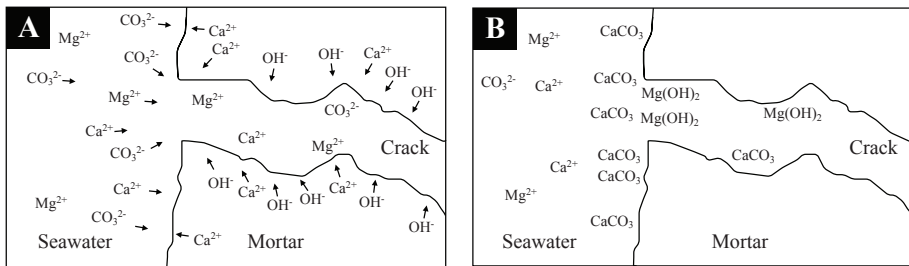 A
CO₃²⁻
Ca²⁺
Mg²⁺
Ca²⁺
CO₃²⁻
OH⁻
OH⁻
Ca²⁺
OH⁻
CO₃²⁻
OH⁻
Mg²⁺
Mg²⁺
CO₃²⁻
Ca²⁺
Ca²⁺
CO₃²⁻
Mg²⁺
Crack
OH⁻
Ca²⁺
OH⁻
OH⁻
Ca²⁺
OH⁻
Ca²⁺
Mg²⁺
CO₃²⁻
OH⁻
Ca²⁺
Seawater
Mortar
B
CaCO₃
Mg²⁺
CO₃²⁻
Ca²⁺
CaCO₃
Mg(OH)₂
CaCO₃
Mg(OH)₂
Mg(OH)₂
Crack
CaCO₃
CaCO₃
Ca²⁺
CaCO₃
Mg²⁺
CaCO₃
Seawater
Mortar